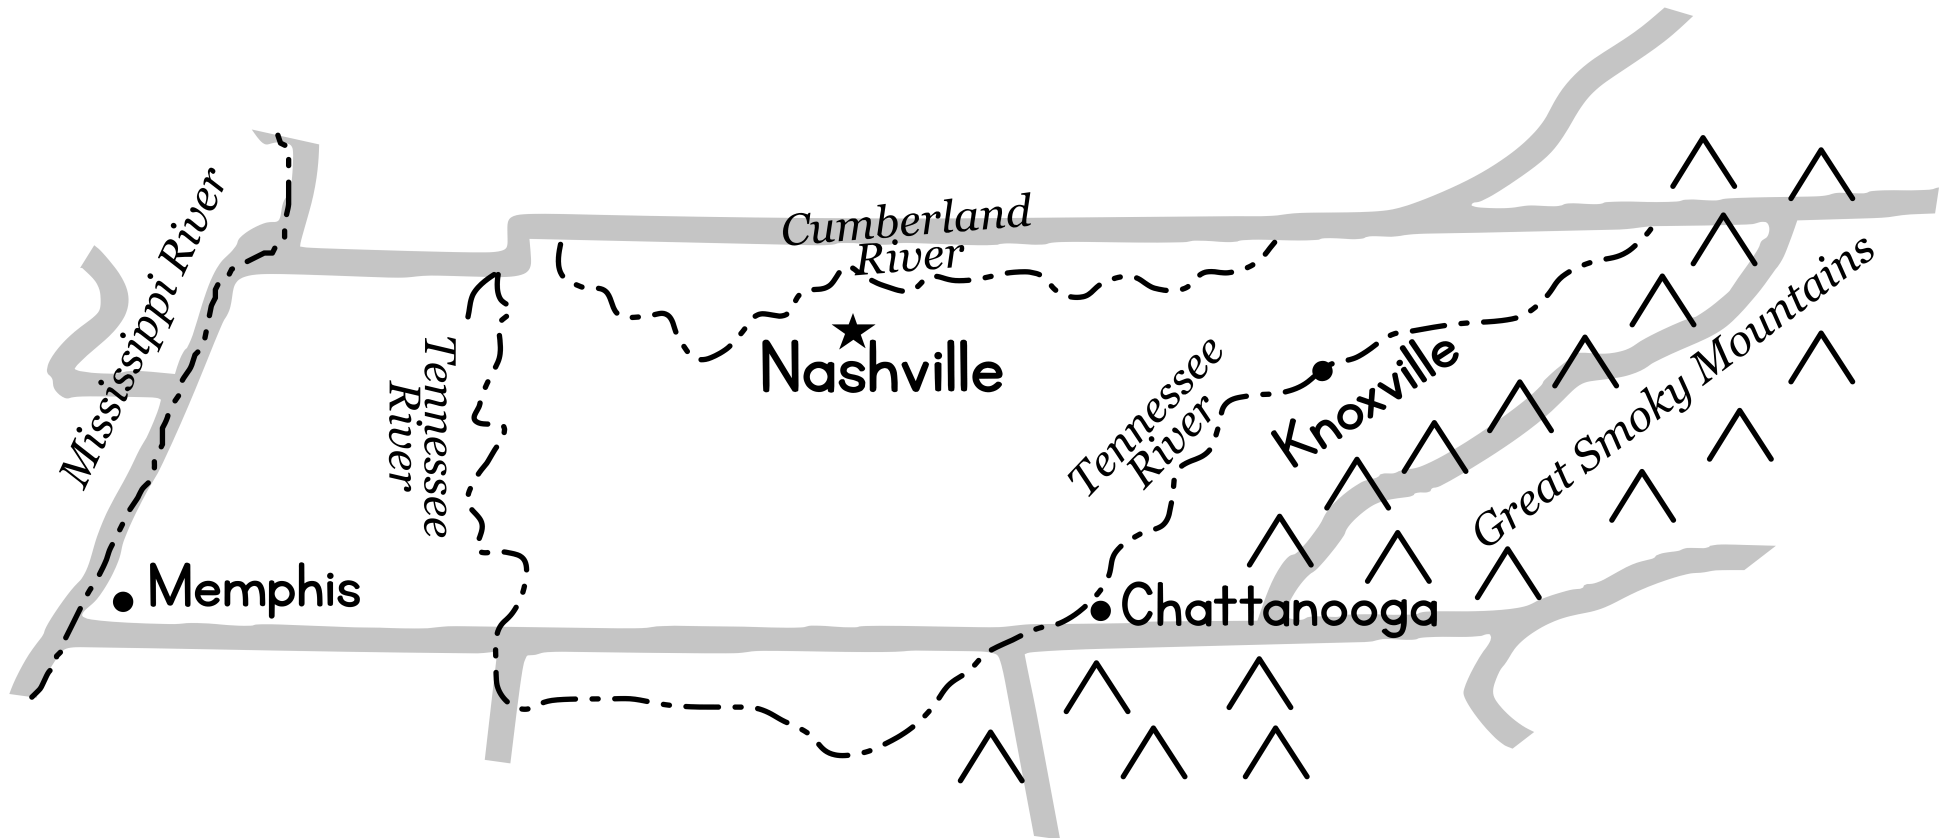 Mississippi River
Cumberland
River
Nashville
Tennessee
River
Tennessee
River
Knoxville
Great Smoky Mountains
Memphis
Chattanooga